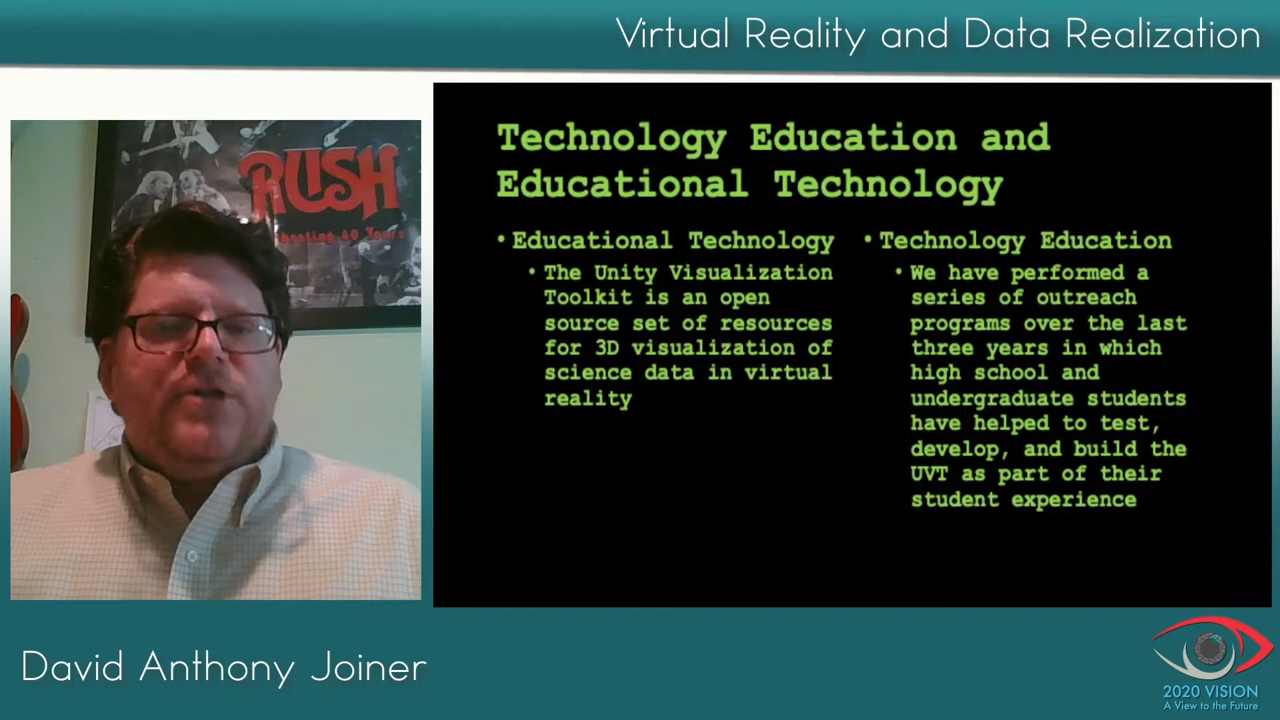 Virtual Reality and Data Realization
RUSH
Technology Education and
Educational Technology
• Educational Technology
• The Unity Visualization
Toolkit is an open
source set of resources
for 3D visualization of
science data in virtual
reality
• Technology Education
• We have performed a
series of outreach
programs over the last
three years in which
high school and
undergraduate students
have helped to test,
develop, and build the
UVT as part of their
student experience
David Anthony Joiner
2020 VISION
A View to the Future